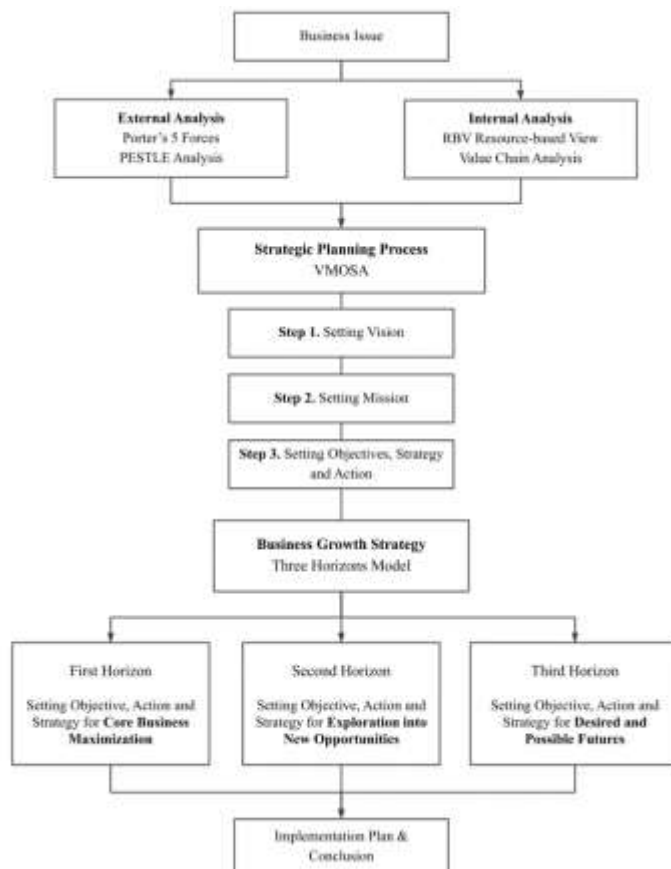 Business Issue
External Analysis
Porter's 5 Forces
PESTLE Analysis
Internal Analysis
RBV Resource-based View
Value Chain Analysis
Strategic Planning Process
VMOSA
Step 1. Setting Vision
Step 2. Setting Mission
Step 3. Setting Objectives, Strategy
and Action
Business Growth Strategy
Three Horizons Model
First Horizon
Setting Objective, Action and
Strategy for Core Business
Maximization
Second Horizon
Setting Objective, Action and
Strategy for Exploration into
New Opportunities
Third Horizon
Setting Objective, Action and
Strategy for Desired and
Possible Futures
Implementation Plan &
Conclusion